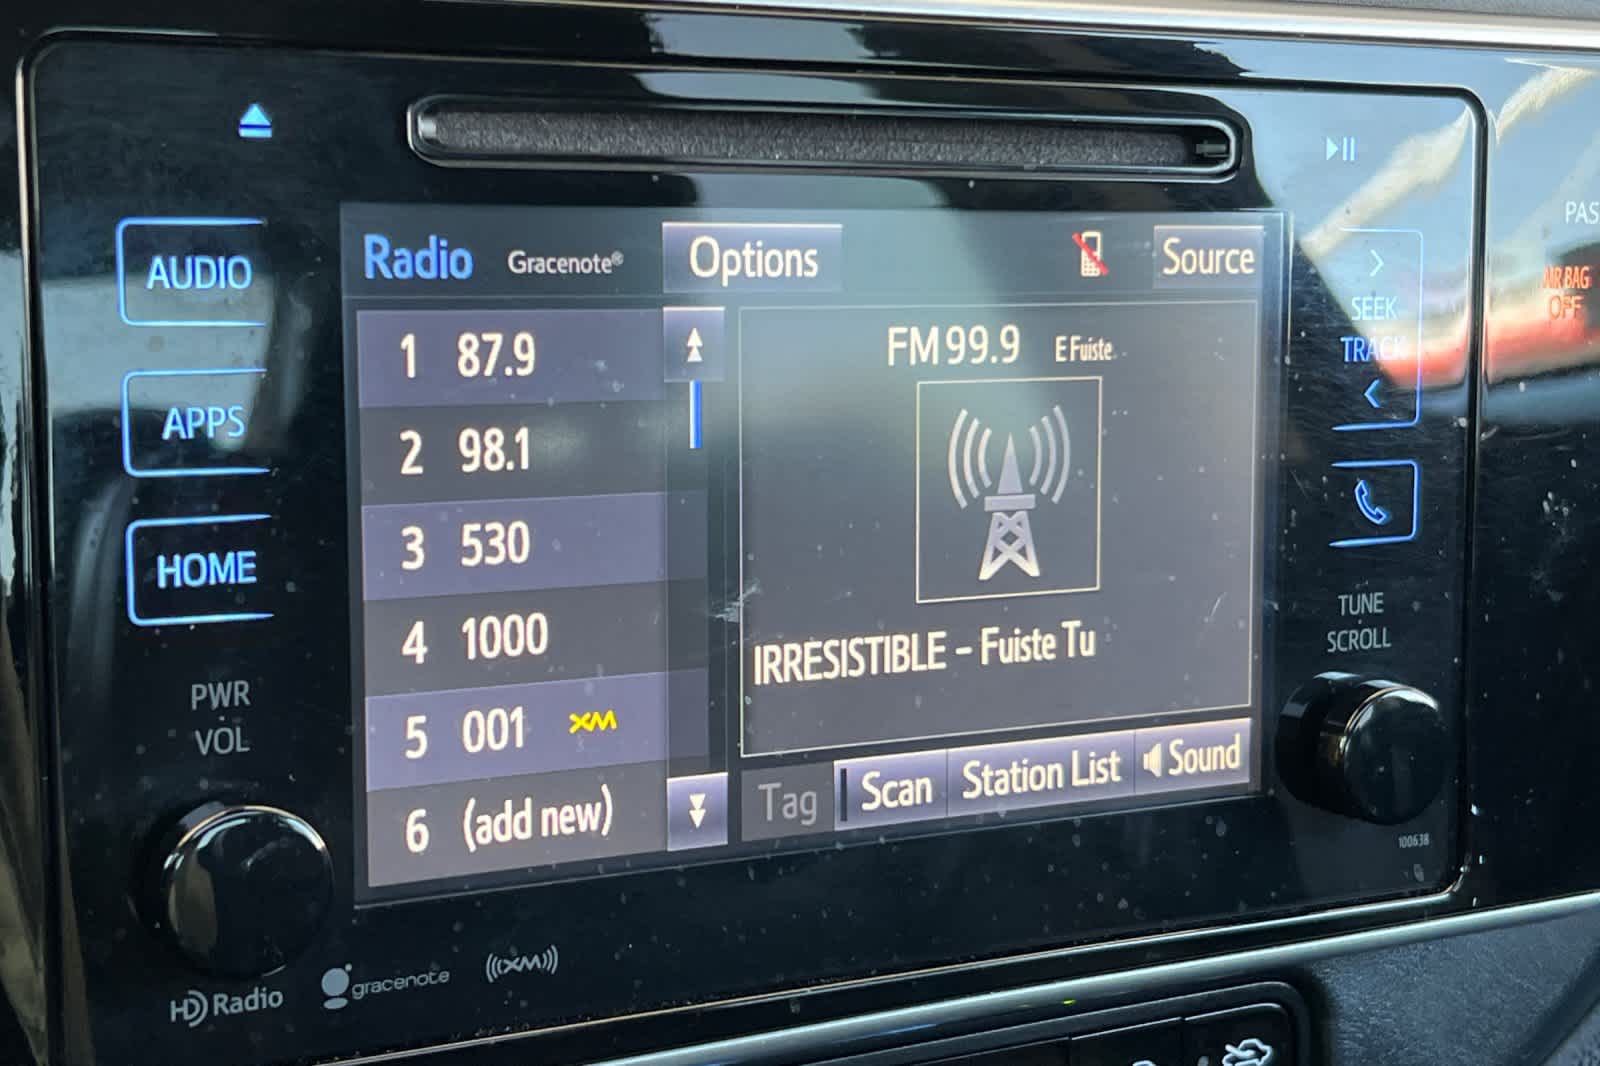 AUDIO
APPS
HOME
PWR
VOL
Radio Gracenote® Options Source
1 87.9
2 98.1
3 530
4 1000
5 001 XM
6 (add new)
FM 99.9 E Fuiste
IRRESISTIBLE - Fuiste Tu
Tag Scan Station List Sound
SEEK
TRACK
TUNE
SCROLL
100638
PAS
AIR BAG
OFF
HD Radio gracenote ((XM))